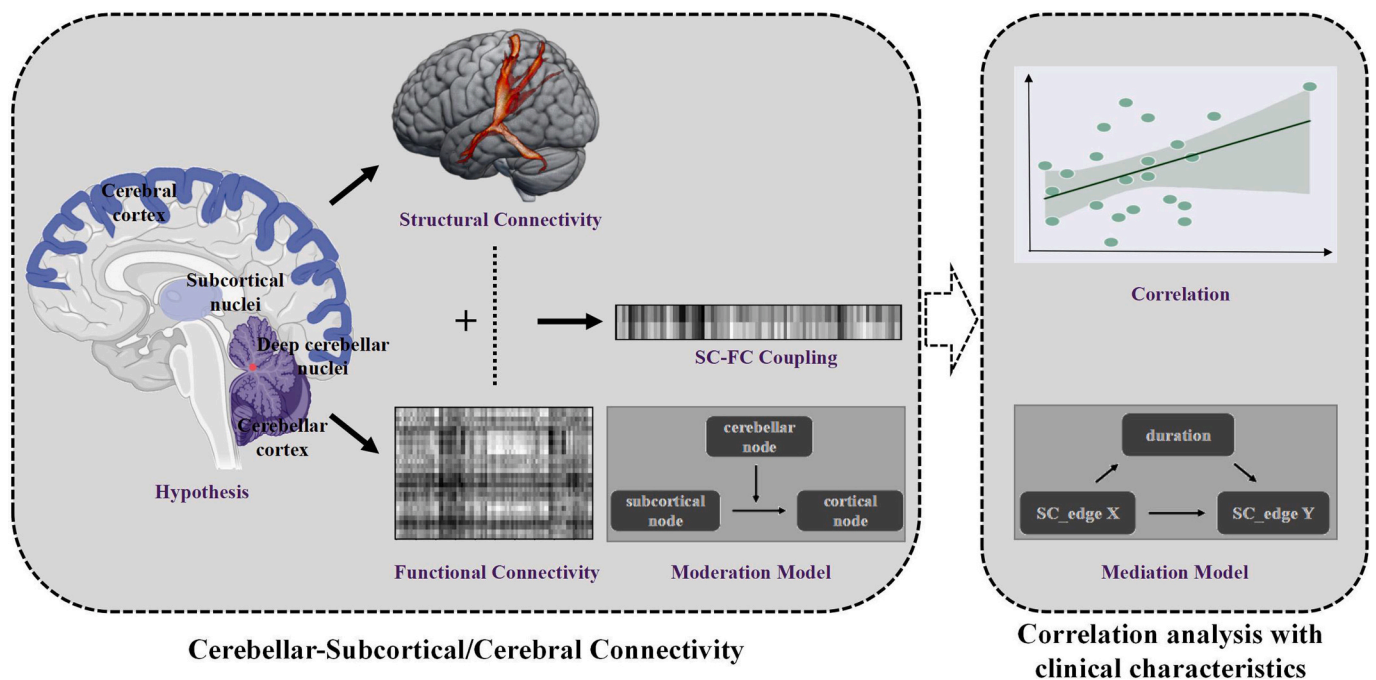 Cerebral
cortex
Subcortical
nuclei
Deep cerebellar
nuclei
Cerebellar
cortex
Hypothesis
Structural Connectivity
+
SC-FC Coupling
Functional Connectivity
cerebellar
node
subcortical
node
cortical
node
Moderation Model
Cerebellar-Subcortical/Cerebral Connectivity
Correlation
duration
SC_edge X
SC_edge Y
Mediation Model
Correlation analysis with
clinical characteristics